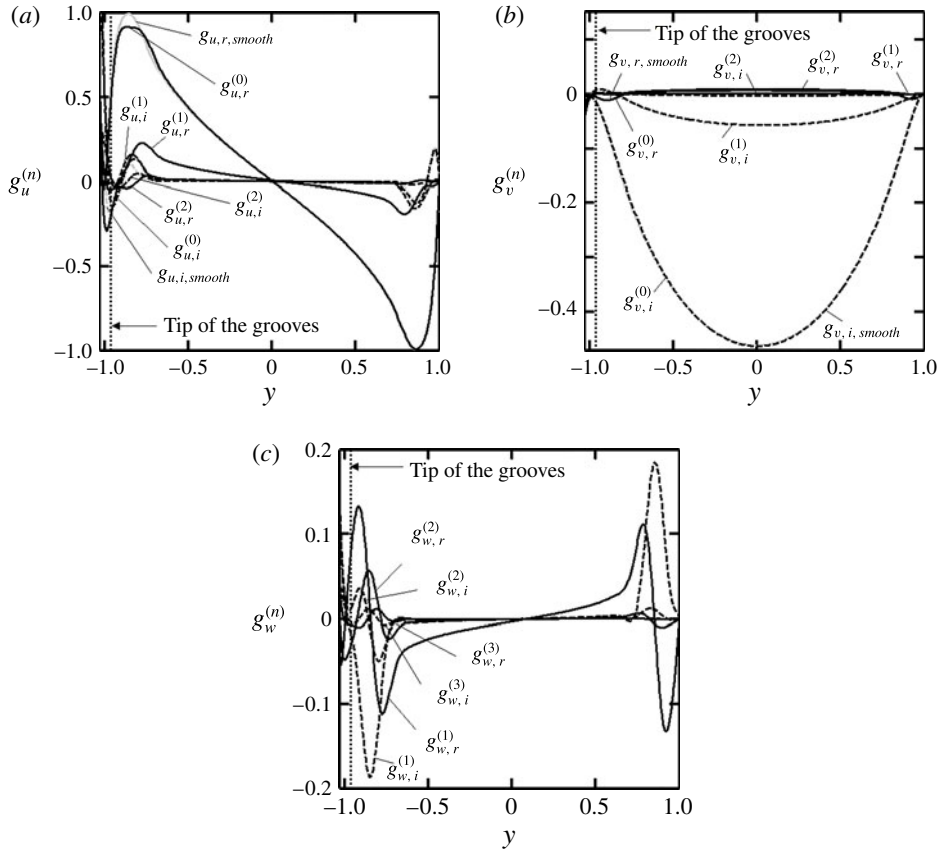 (a)
1.0
0.5
0
−0.5
−1.0
g_u^{(n)}
g_{u,r,smooth}
g_{u,r}^{(0)}
g_{u,i}^{(1)}
g_{u,r}^{(1)}
g_{u,r}^{(2)}
g_{u,i}^{(2)}
g_{u,i}^{(0)}
g_{u,i,smooth}
Tip of the grooves
−1.0 −0.5 0 0.5 1.0
y
(b)
0
−0.2
−0.4
g_v^{(n)}
Tip of the grooves
g_{v,r,smooth}
g_{v,i}^{(2)}
g_{v,r}^{(2)}
g_{v,r}^{(1)}
g_{v,r}^{(0)}
g_{v,i}^{(1)}
g_{v,i}^{(0)}
g_{v,i,smooth}
−1.0 −0.5 0 0.5 1.0
y
(c)
0.2
0.1
0
−0.1
−0.2
g_w^{(n)}
Tip of the grooves
g_{w,r}^{(2)}
g_{w,i}^{(2)}
g_{w,r}^{(3)}
g_{w,i}^{(3)}
g_{w,r}^{(1)}
g_{w,i}^{(1)}
−1.0 −0.5 0 0.5 1.0
y